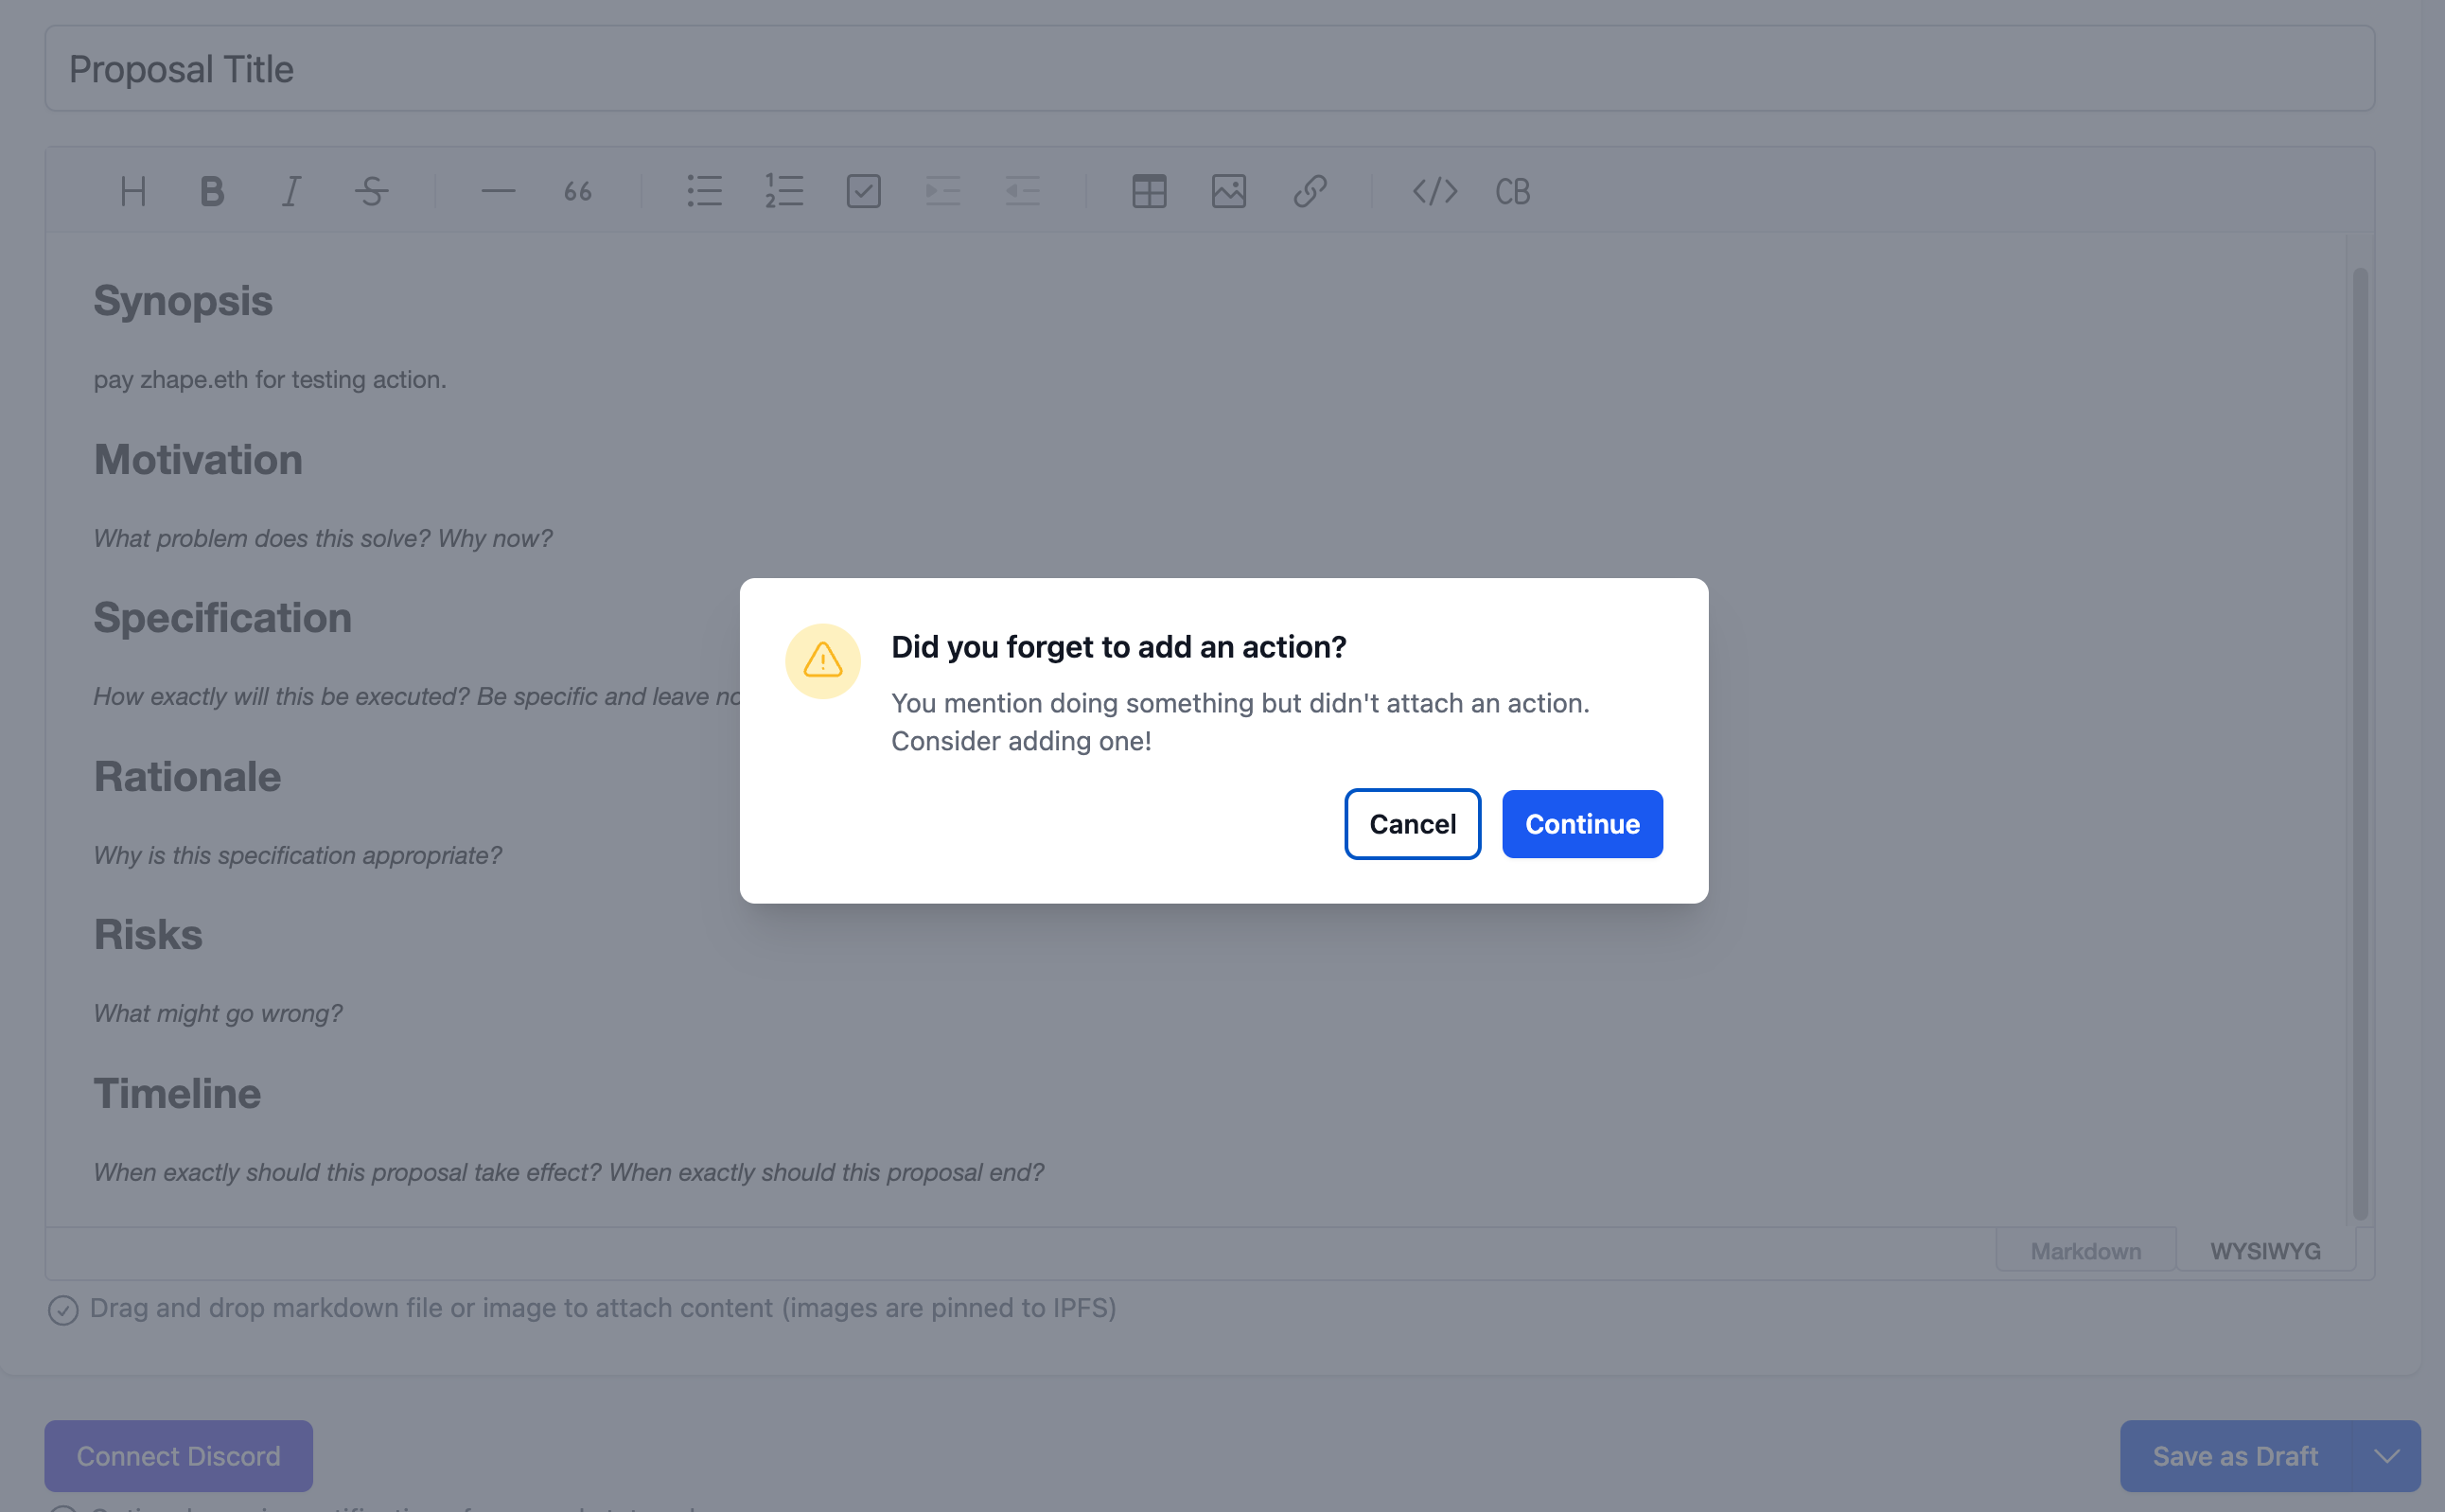 Proposal Title
H B I S 66 CB
Synopsis
pay zhape.eth for testing action.
Motivation
What problem does this solve? Why now?
Specification
How exactly will this be executed? Be specific and leave
Rationale
Why is this specification appropriate?
Risks
What might go wrong?
Timeline
When exactly should this proposal take effect? When exactly should this proposal end?
Did you forget to add an action?
You mention doing something but didn't attach an action.
Consider adding one!
Cancel Continue
Markdown WYSIWYG
Drag and drop markdown file or image to attach content (images are pinned to IPFS)
Connect Discord Save as Draft